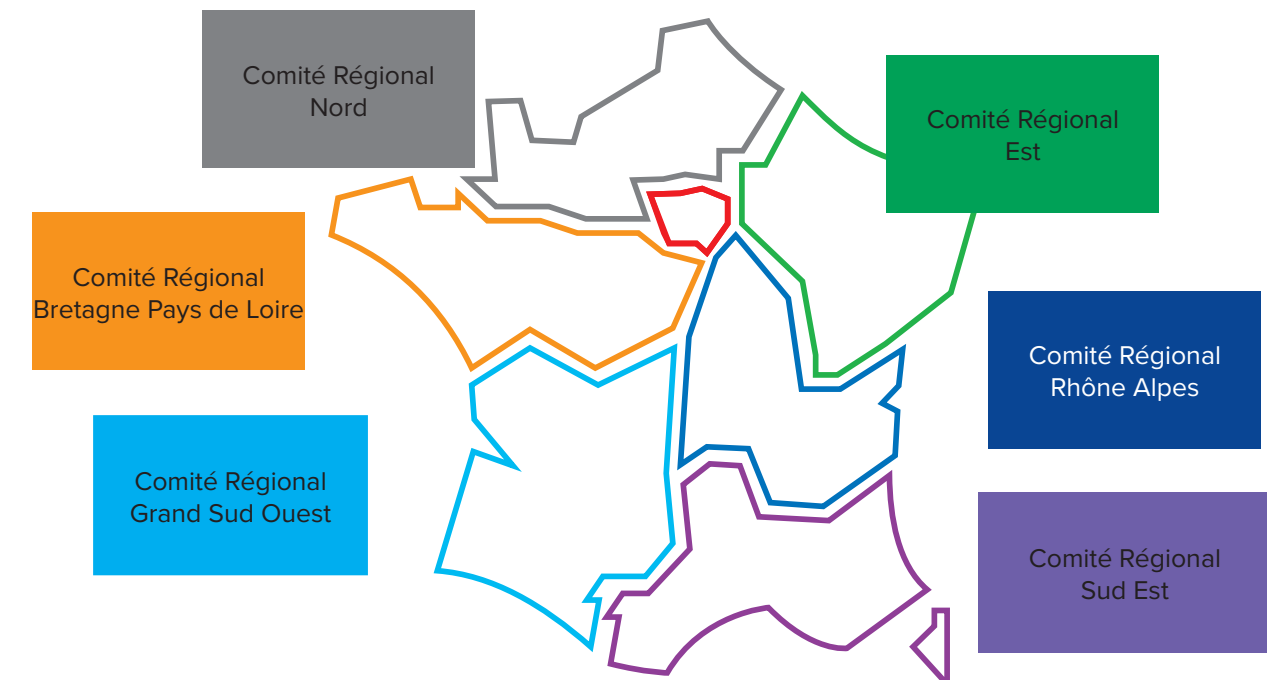 Comité Régional
Nord
Comité Régional
Est
Comité Régional
Bretagne Pays de Loire
Comité Régional
Rhône Alpes
Comité Régional
Grand Sud Ouest
Comité Régional
Sud Est